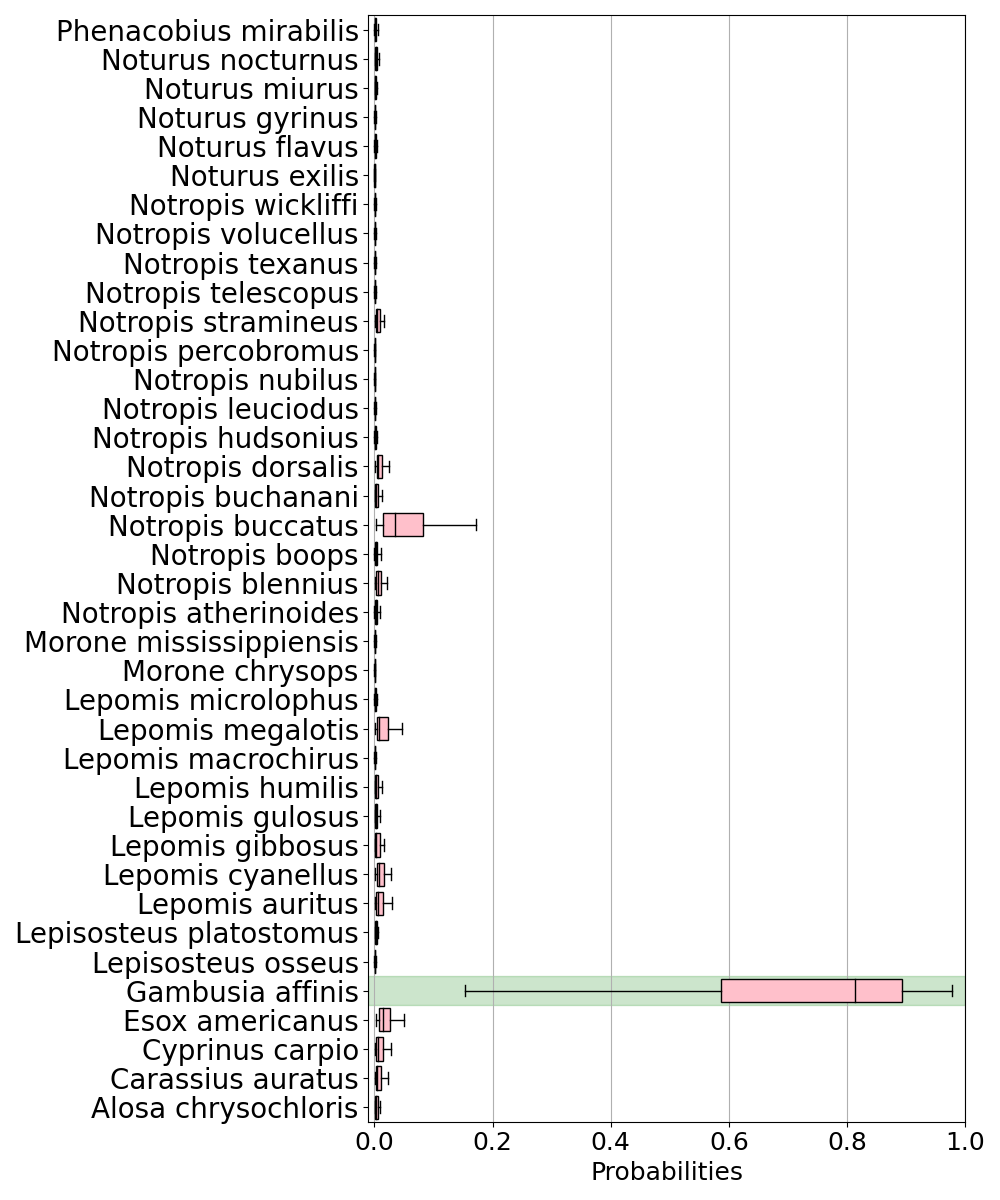 Phenacobius mirabilis
Noturus nocturnus
Noturus miurus
Noturus gyrinus
Noturus flavus
Noturus exilis
Notropis wickliffi
Notropis volucellus
Notropis texanus
Notropis telescopus
Notropis stramineus
Notropis percobromus
Notropis nubilus
Notropis leuciodus
Notropis hudsonius
Notropis dorsalis
Notropis buchanani
Notropis buccatus
Notropis boops
Notropis blennius
Notropis atherinoides
Morone mississippiensis
Morone chrysops
Lepomis microlophus
Lepomis megalotis
Lepomis macrochirus
Lepomis humilis
Lepomis gulosus
Lepomis gibbosus
Lepomis cyanellus
Lepomis auritus
Lepisosteus platostomus
Lepisosteus osseus
Gambusia affinis
Esox americanus
Cyprinus carpio
Carassius auratus
Alosa chrysochloris
0.0 0.2 0.4 0.6 0.8 1.0
Probabilities